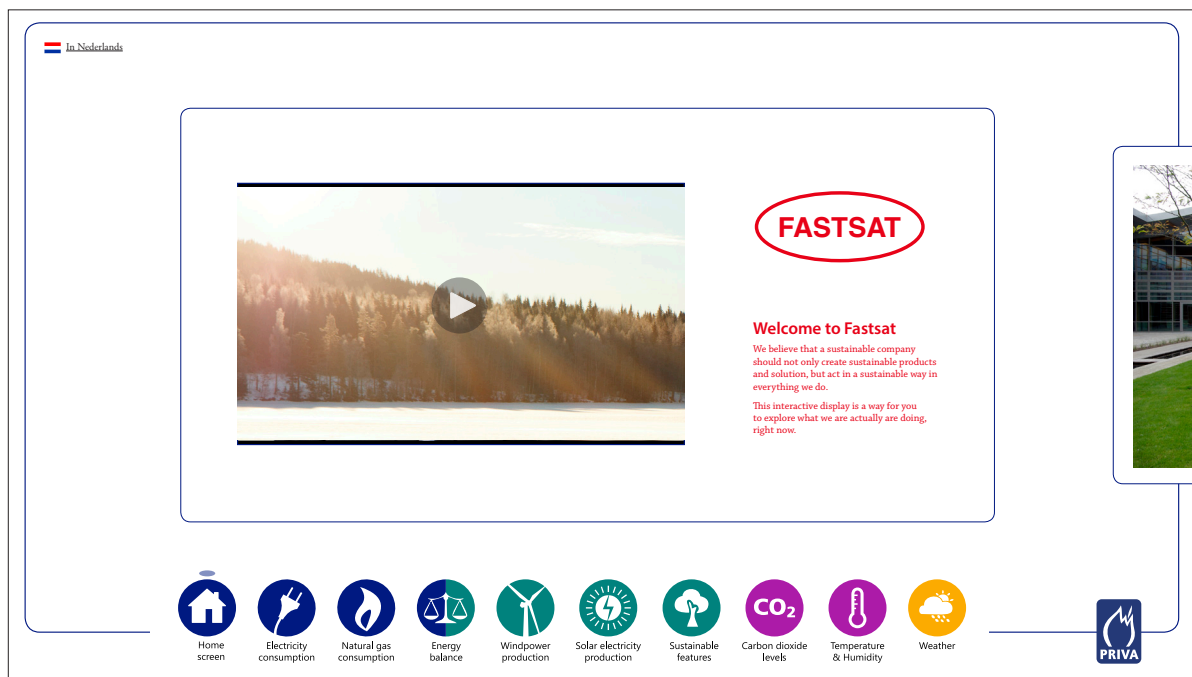 In Nederlands
FASTSAT
Welcome to Fastsat
We believe that a sustainable company
should not only create sustainable products
and solution, but act in a sustainable way in
everything we do.
This interactive display is a way for you
to explore what we are actually are doing,
right now.
Home
screen
Electricity
consumption
Natural gas
consumption
Energy
balance
Windpower
production
Solar electricity
production
Sustainable
features
CO₂
Carbon dioxide
levels
Temperature
& Humidity
Weather
PRIVA